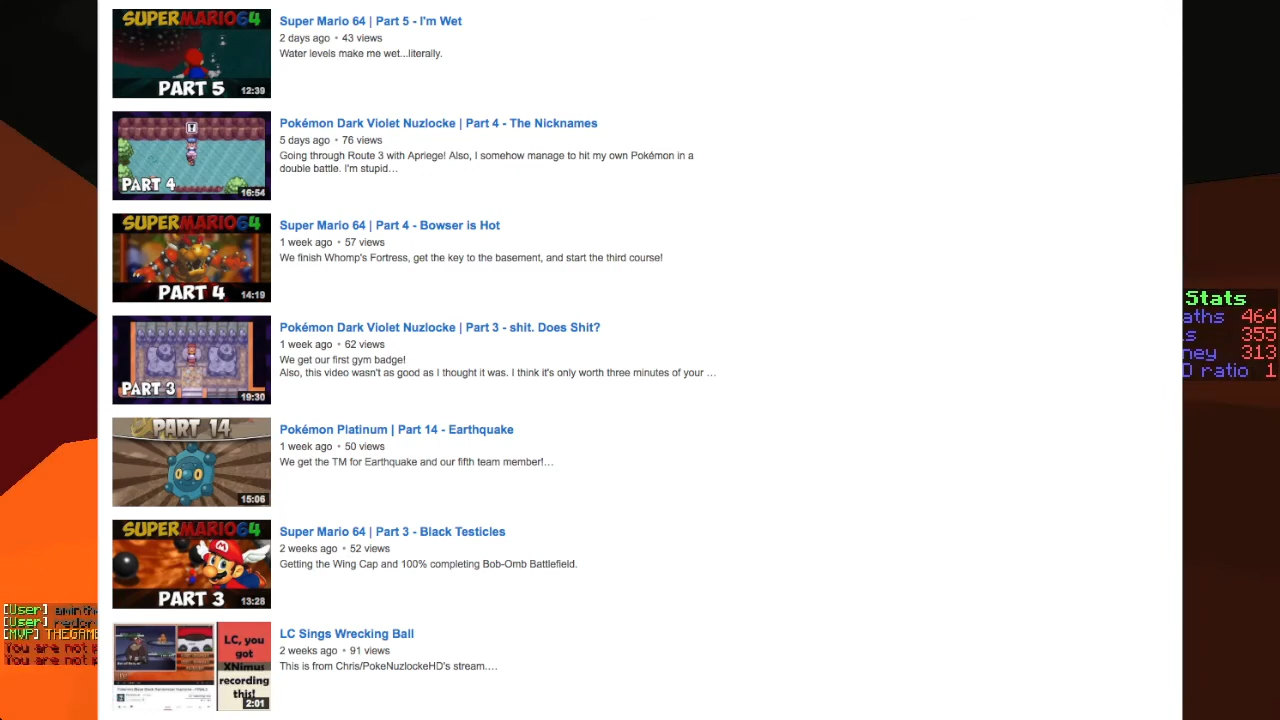 SUPER MARIO 64
PART 5
12:39
Super Mario 64 | Part 5 - I'm Wet
2 days ago • 43 views
Water levels make me wet...literally.
PART 4
16:54
Pokémon Dark Violet Nuzlocke | Part 4 - The Nicknames
5 days ago • 76 views
Going through Route 3 with Apriege! Also, I somehow manage to hit my own Pokémon in a
double battle. I'm stupid…
SUPER MARIO 64
PART 4
14:19
Super Mario 64 | Part 4 - Bowser is Hot
1 week ago • 57 views
We finish Whomp's Fortress, get the key to the basement, and start the third course!
PART 3
19:30
Pokémon Dark Violet Nuzlocke | Part 3 - shit. Does Shit?
1 week ago • 62 views
We get our first gym badge!
Also, this video wasn't as good as I thought it was. I think it's only worth three minutes of your …
PART 14
15:06
Pokémon Platinum | Part 14 - Earthquake
1 week ago • 50 views
We get the TM for Earthquake and our fifth team member!…
SUPER MARIO 64
PART 3
13:28
Super Mario 64 | Part 3 - Black Testicles
2 weeks ago • 52 views
Getting the Wing Cap and 100% completing Bob-Omb Battlefield.
LC, you
got
XNimus
recording
this!
2:01
LC Sings Wrecking Ball
2 weeks ago • 91 views
This is from Chris/PokeNuzlockeHD's stream.…
Stats
aths 464
s 355
ney 313
D ratio 1
[User] aminth
[User] redcr
[MVP] THEGAME
You are not
You are not